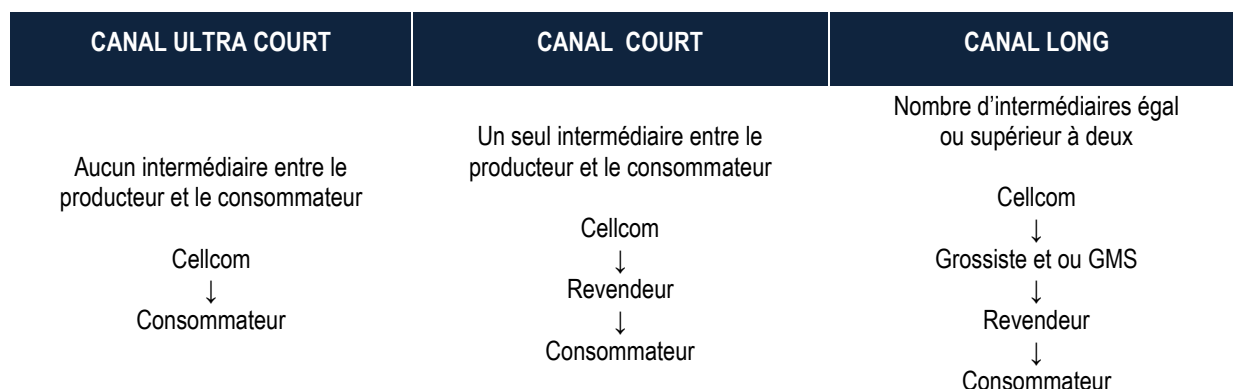 CANAL ULTRA COURT
CANAL COURT
CANAL LONG
Aucun intermédiaire entre le
producteur et le consommateur
Cellcom
↓
Consommateur
Un seul intermédiaire entre le
producteur et le consommateur
Cellcom
↓
Revendeur
↓
Consommateur
Nombre d’intermédiaires égal
ou supérieur à deux
Cellcom
↓
Grossiste et ou GMS
↓
Revendeur
↓
Consommateur